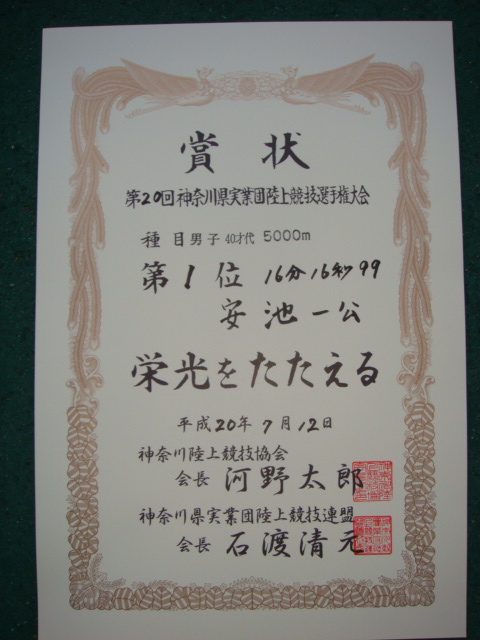 賞状
第20回神奈川県実業団陸上競技選手権大会
種目男子 40才代 5000m
第1位 16分16秒99
安池一公
栄光をたたえる
平成20年7月12日
神奈川陸上競技協会
会長 河野太郎
神奈川県実業団陸上競技連盟
会長 石渡清元